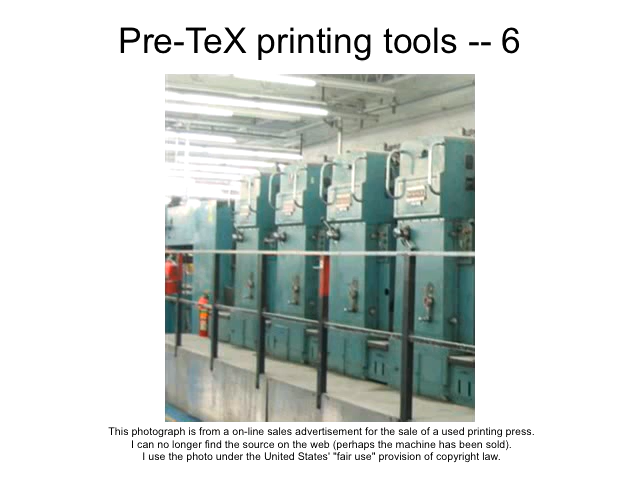 Pre-TeX printing tools -- 6
This photograph is from a on-line sales advertisement for the sale of a used printing press.
I can no longer find the source on the web (perhaps the machine has been sold).
I use the photo under the United States' "fair use" provision of copyright law.